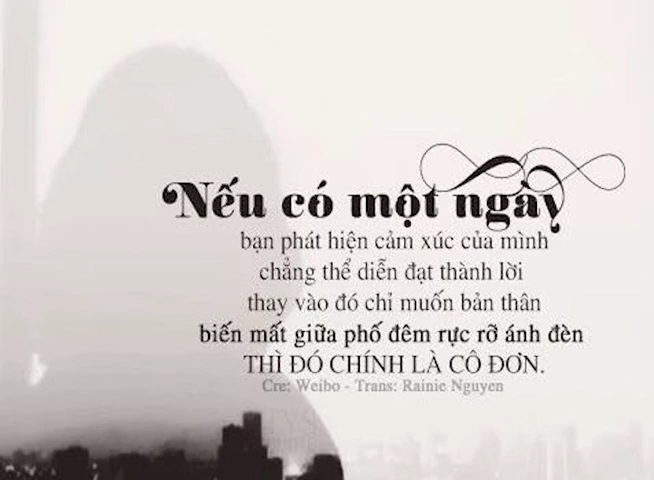 Nếu có một ngày
bạn phát hiện cảm xúc của mình
chẳng thể diễn đạt thành lời
thay vào đó chỉ muốn bản thân
biến mất giữa phố đêm rực rỡ ánh đèn
THÌ ĐÓ CHÍNH LÀ CÔ ĐƠN.
Cre: Weibo - Trans: Rainie Nguyen